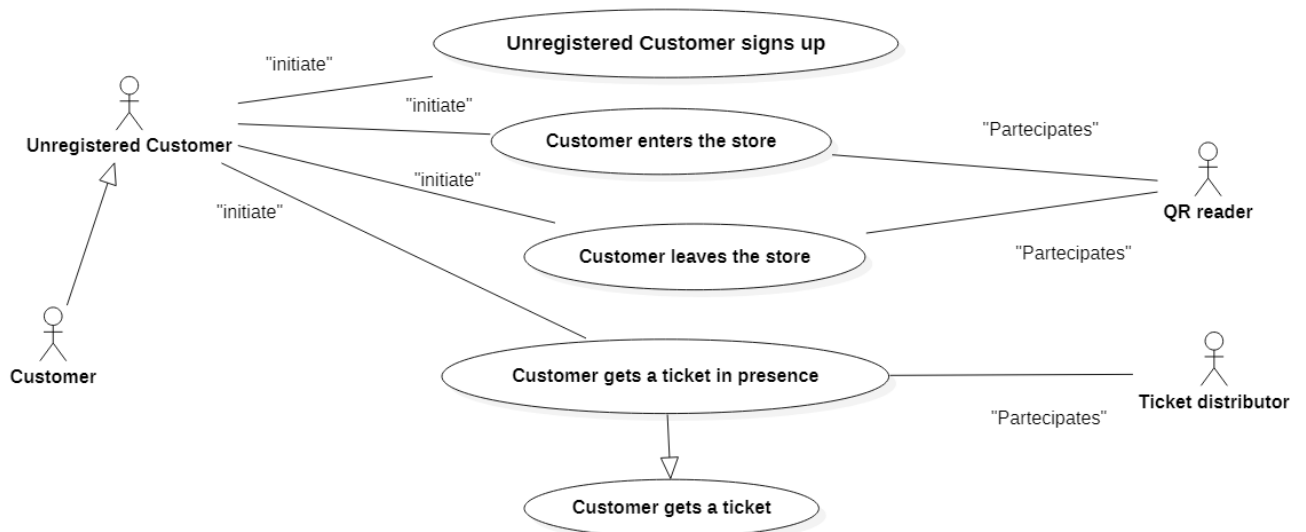 Unregistered Customer signs up
"initiate"
"initiate"
Unregistered Customer
Customer enters the store
"Partecipates"
"initiate"
"initiate"
QR reader
Customer leaves the store
"Partecipates"
Customer
Customer gets a ticket in presence
Ticket distributor
"Partecipates"
Customer gets a ticket